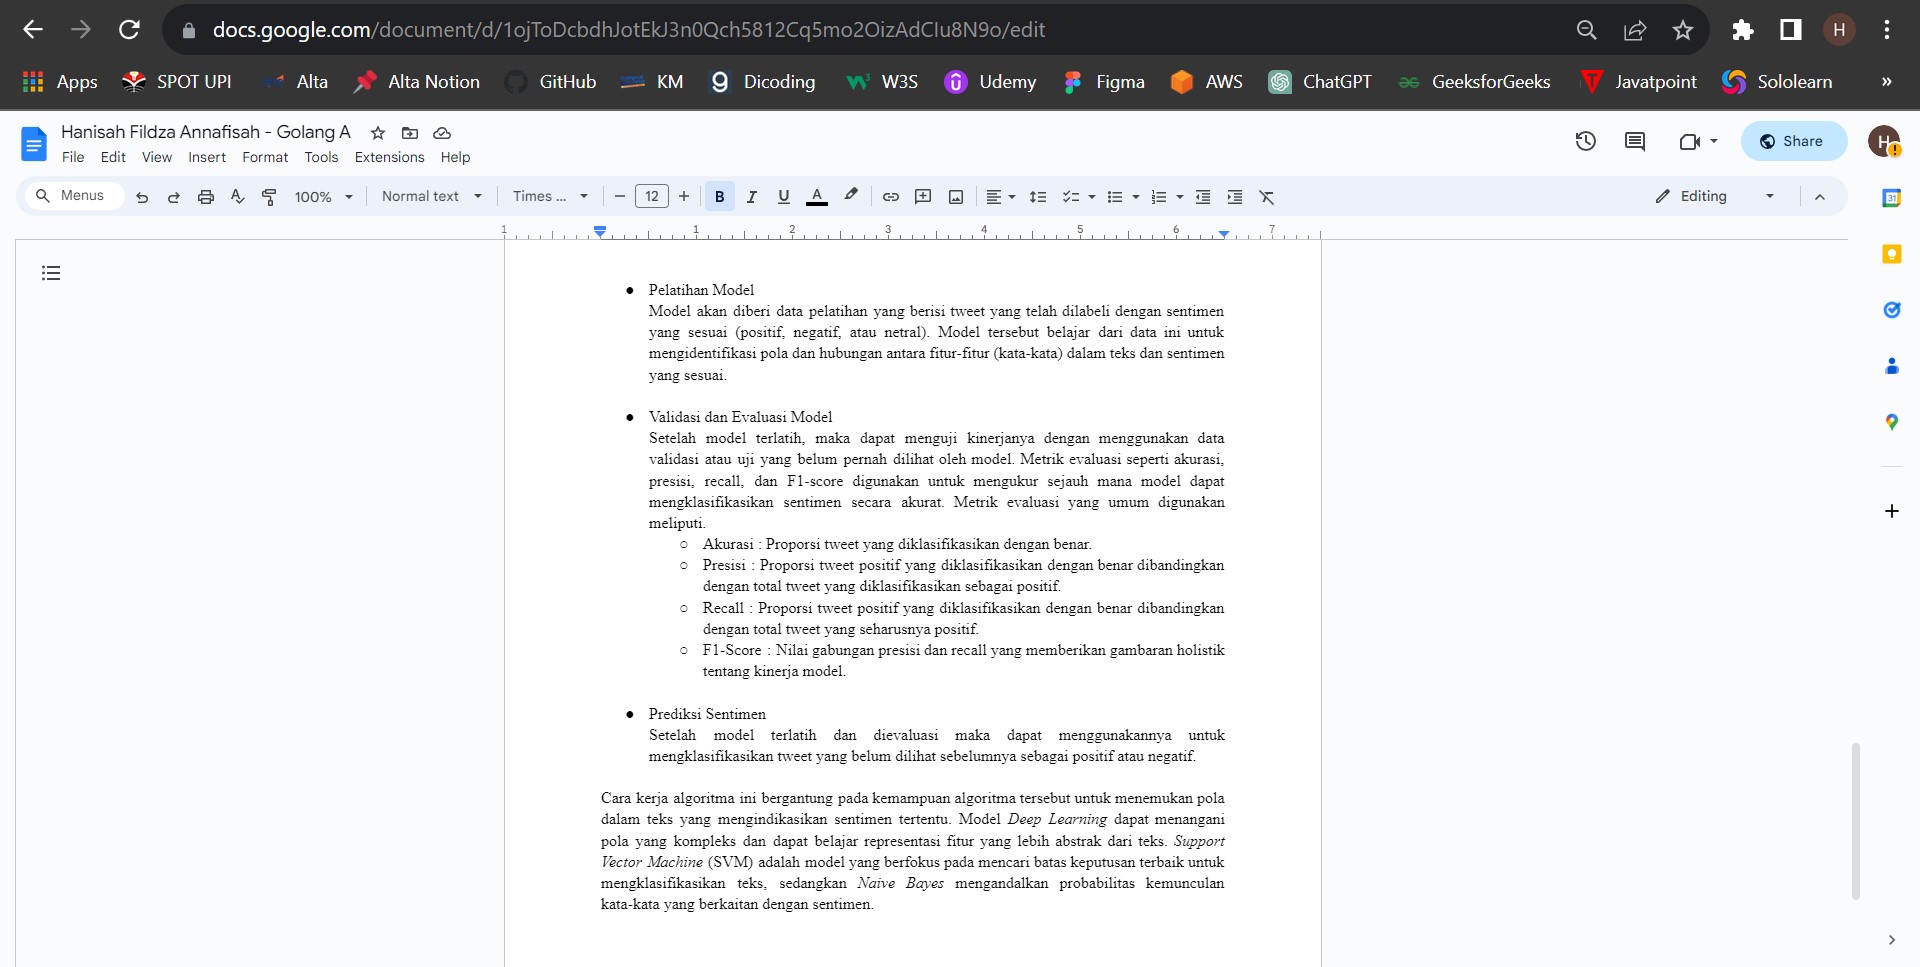 docs.google.com/document/d/1ojToDcbdhJotEkJ3n0Qch5812Cq5mo2OizAdCIu8N9o/edit
H
Apps SPOT UPI Alta Alta Notion GitHub KM Dicoding W3S Udemy Figma AWS ChatGPT GeeksforGeeks Javatpoint Sololearn »
Hanisah Fildza Annafisah - Golang A
File Edit View Insert Format Tools Extensions Help
Share
H
Menus 100% Normal text Times ... 12 B I U A Editing
31
1 1 2 3 4 5 6 7
● Pelatihan Model
Model akan diberi data pelatihan yang berisi tweet yang telah dilabeli dengan sentimen
yang sesuai (positif, negatif, atau netral). Model tersebut belajar dari data ini untuk
mengidentifikasi pola dan hubungan antara fitur-fitur (kata-kata) dalam teks dan sentimen
yang sesuai.
● Validasi dan Evaluasi Model
Setelah model terlatih, maka dapat menguji kinerjanya dengan menggunakan data
validasi atau uji yang belum pernah dilihat oleh model. Metrik evaluasi seperti akurasi,
presisi, recall, dan F1-score digunakan untuk mengukur sejauh mana model dapat
mengklasifikasikan sentimen secara akurat. Metrik evaluasi yang umum digunakan
meliputi.
○ Akurasi : Proporsi tweet yang diklasifikasikan dengan benar.
○ Presisi : Proporsi tweet positif yang diklasifikasikan dengan benar dibandingkan
dengan total tweet yang diklasifikasikan sebagai positif.
○ Recall : Proporsi tweet positif yang diklasifikasikan dengan benar dibandingkan
dengan total tweet yang seharusnya positif.
○ F1-Score : Nilai gabungan presisi dan recall yang memberikan gambaran holistik
tentang kinerja model.
● Prediksi Sentimen
Setelah model terlatih dan dievaluasi maka dapat menggunakannya untuk
mengklasifikasikan tweet yang belum dilihat sebelumnya sebagai positif atau negatif.
Cara kerja algoritma ini bergantung pada kemampuan algoritma tersebut untuk menemukan pola
dalam teks yang mengindikasikan sentimen tertentu. Model Deep Learning dapat menangani
pola yang kompleks dan dapat belajar representasi fitur yang lebih abstrak dari teks. Support
Vector Machine (SVM) adalah model yang berfokus pada mencari batas keputusan terbaik untuk
mengklasifikasikan teks, sedangkan Naive Bayes mengandalkan probabilitas kemunculan
kata-kata yang berkaitan dengan sentimen.